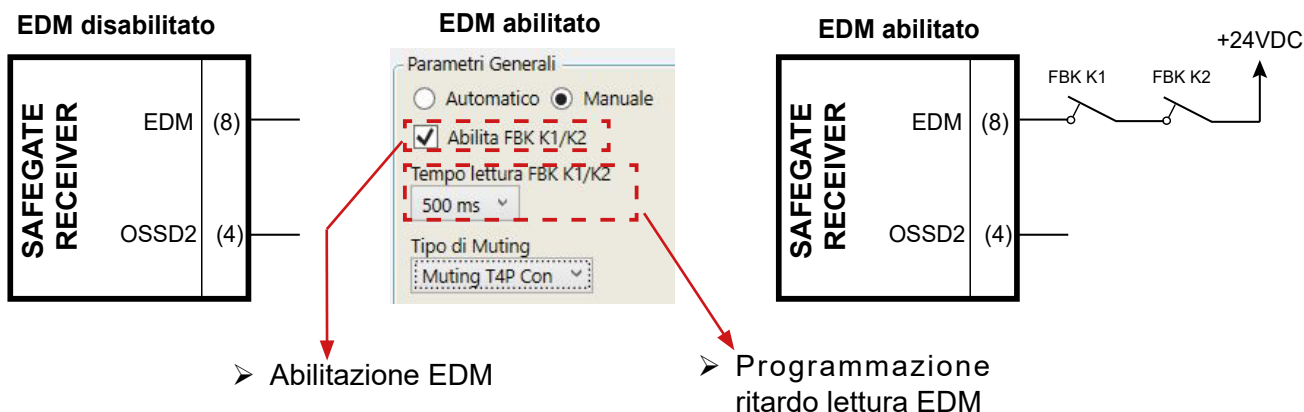 EDM disabilitato
SAFEGATE
RECEIVER
EDM (8)
OSSD2 (4)
EDM abilitato
Parametri Generali
Automatico Manuale
Abilita FBK K1/K2
Tempo lettura FBK K1/K2
500 ms
Tipo di Muting
Muting T4P Con
➢ Abilitazione EDM
➢ Programmazione
ritardo lettura EDM
EDM abilitato
+24VDC
FBK K1 FBK K2
SAFEGATE
RECEIVER
EDM (8)
OSSD2 (4)